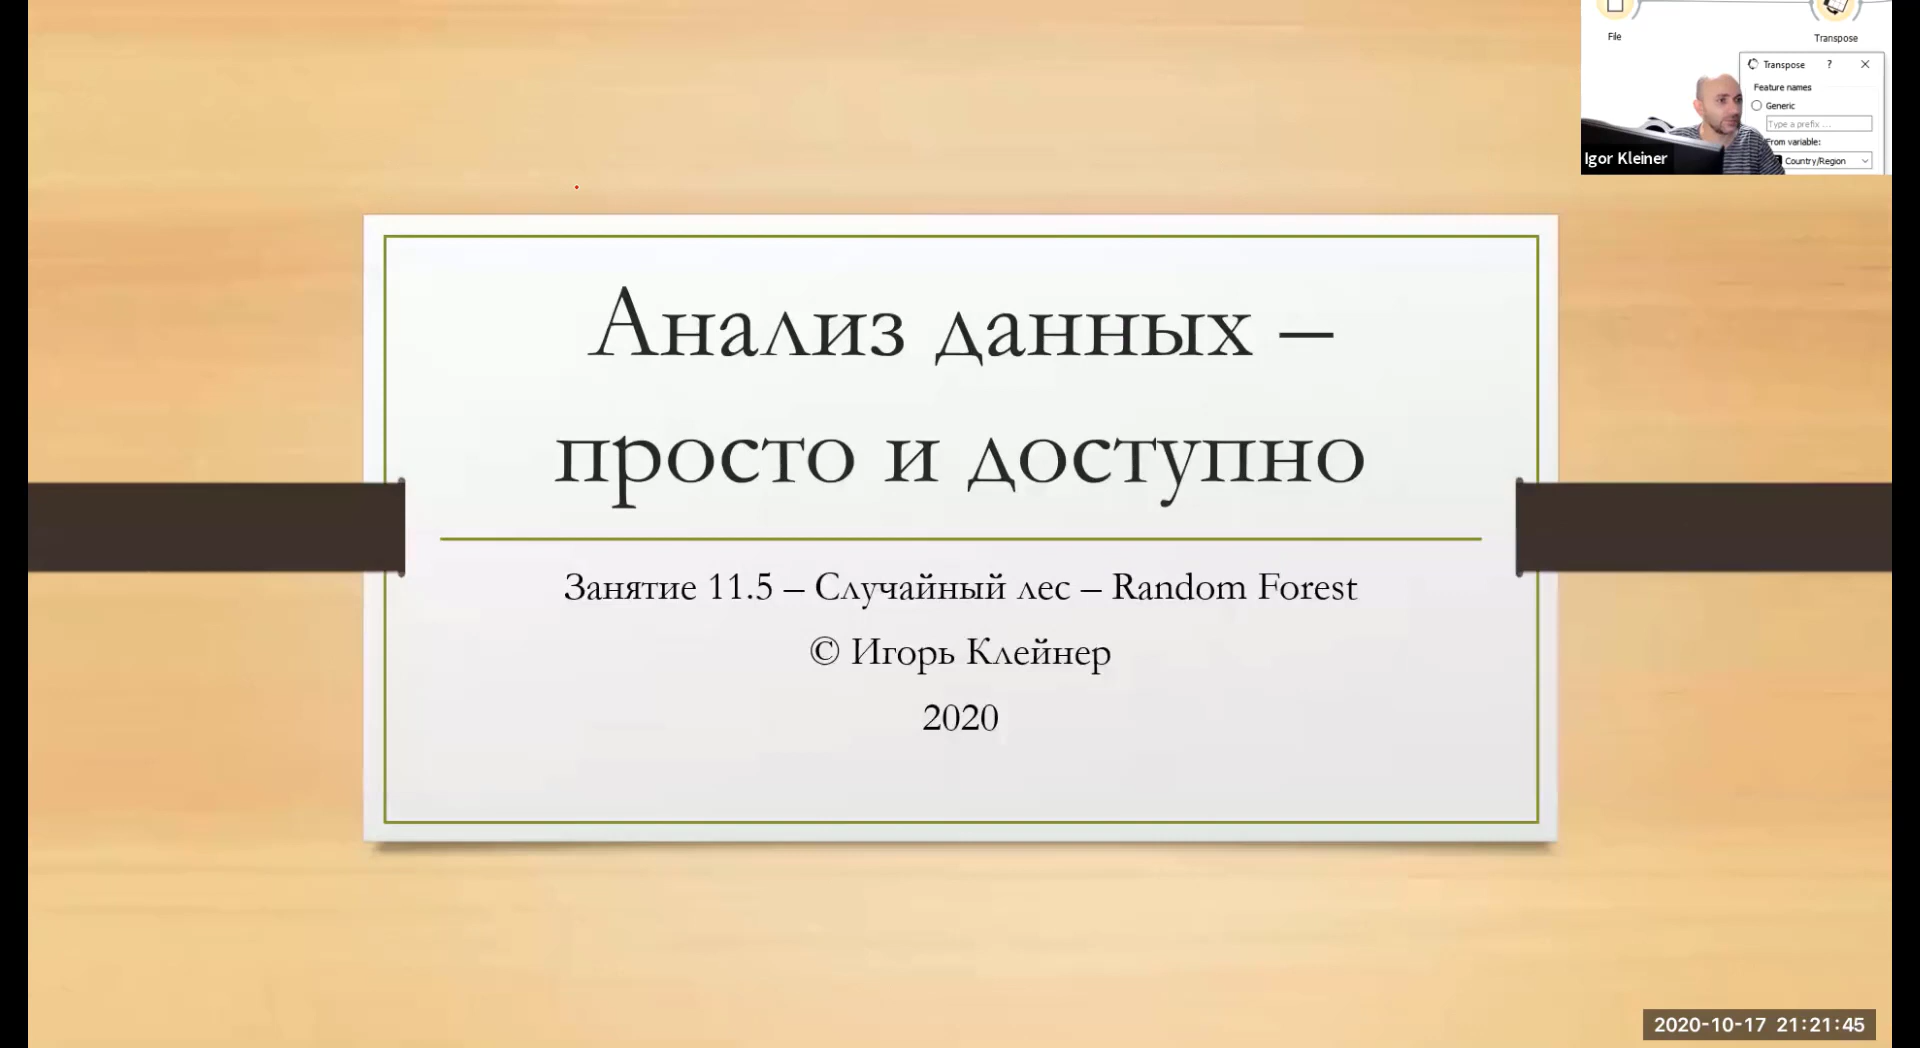 File
Transpose
Transpose ? ×
Feature names
Generic
Type a prefix ...
From variable:
Country/Region
Igor Kleiner
Анализ данных –
просто и доступно
Занятие 11.5 – Случайный лес – Random Forest
© Игорь Клейнер
2020
2020-10-17 21:21:45